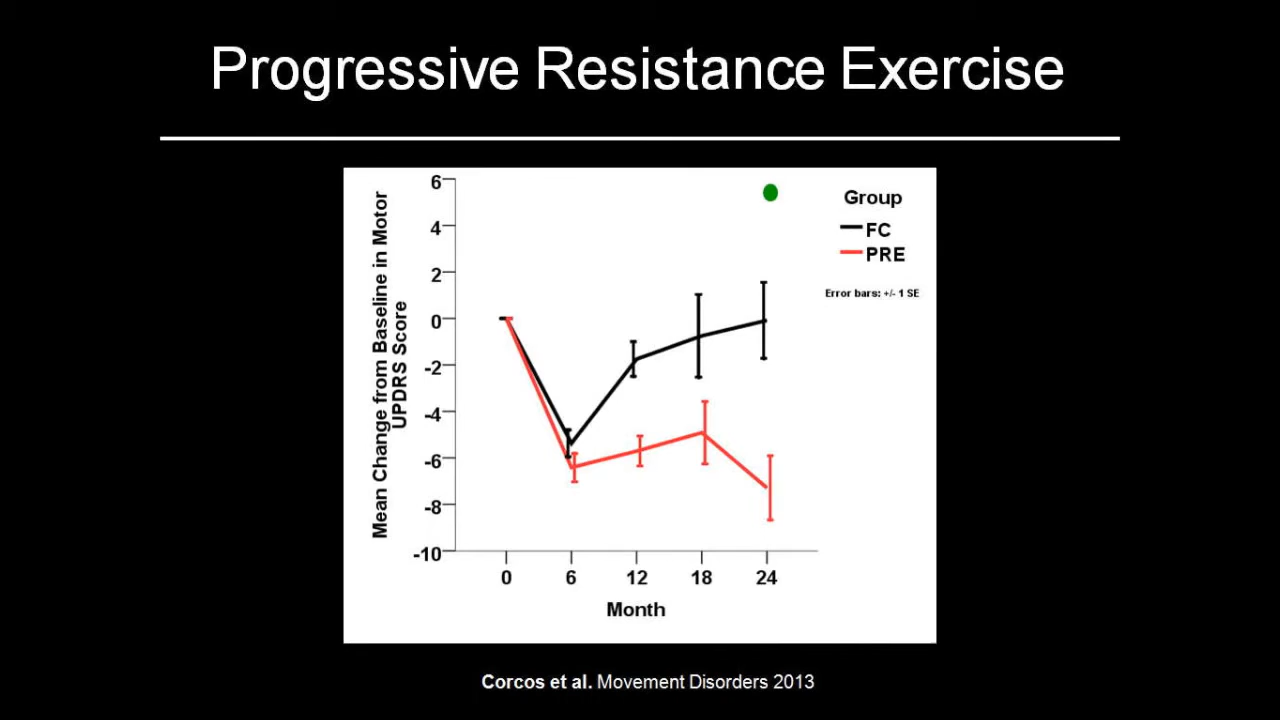 Progressive Resistance Exercise
Mean Change from Baseline in Motor
UPDRS Score
6
4
2
0
-2
-4
-6
-8
-10
0 6 12 18 24
Month
Group
FC
PRE
Error bars: +/- 1 SE
Corcos et al. Movement Disorders 2013